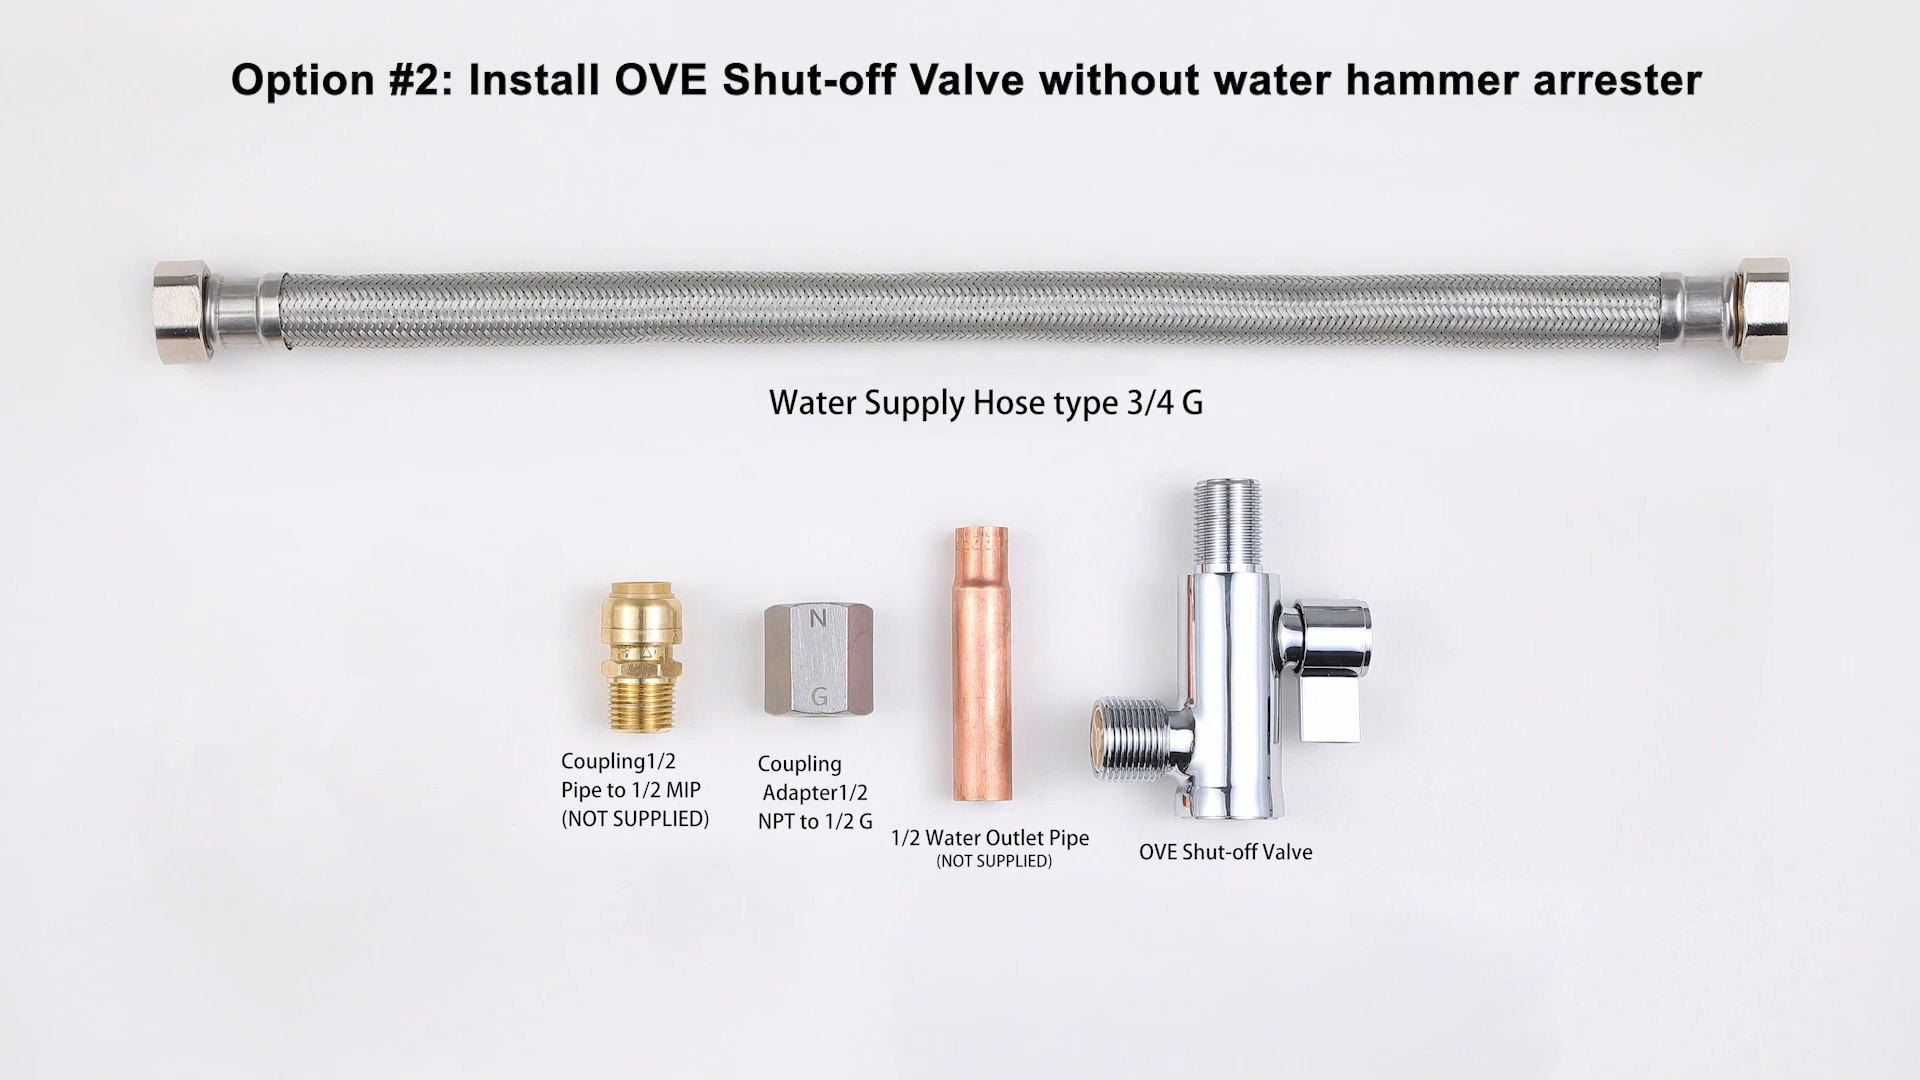 Option #2: Install OVE Shut-off Valve without water hammer arrester
Water Supply Hose type 3/4 G
N
G
Coupling1/2
Pipe to 1/2 MIP
(NOT SUPPLIED)
Coupling
Adapter1/2
NPT to 1/2 G
1/2 Water Outlet Pipe
(NOT SUPPLIED)
OVE Shut-off Valve